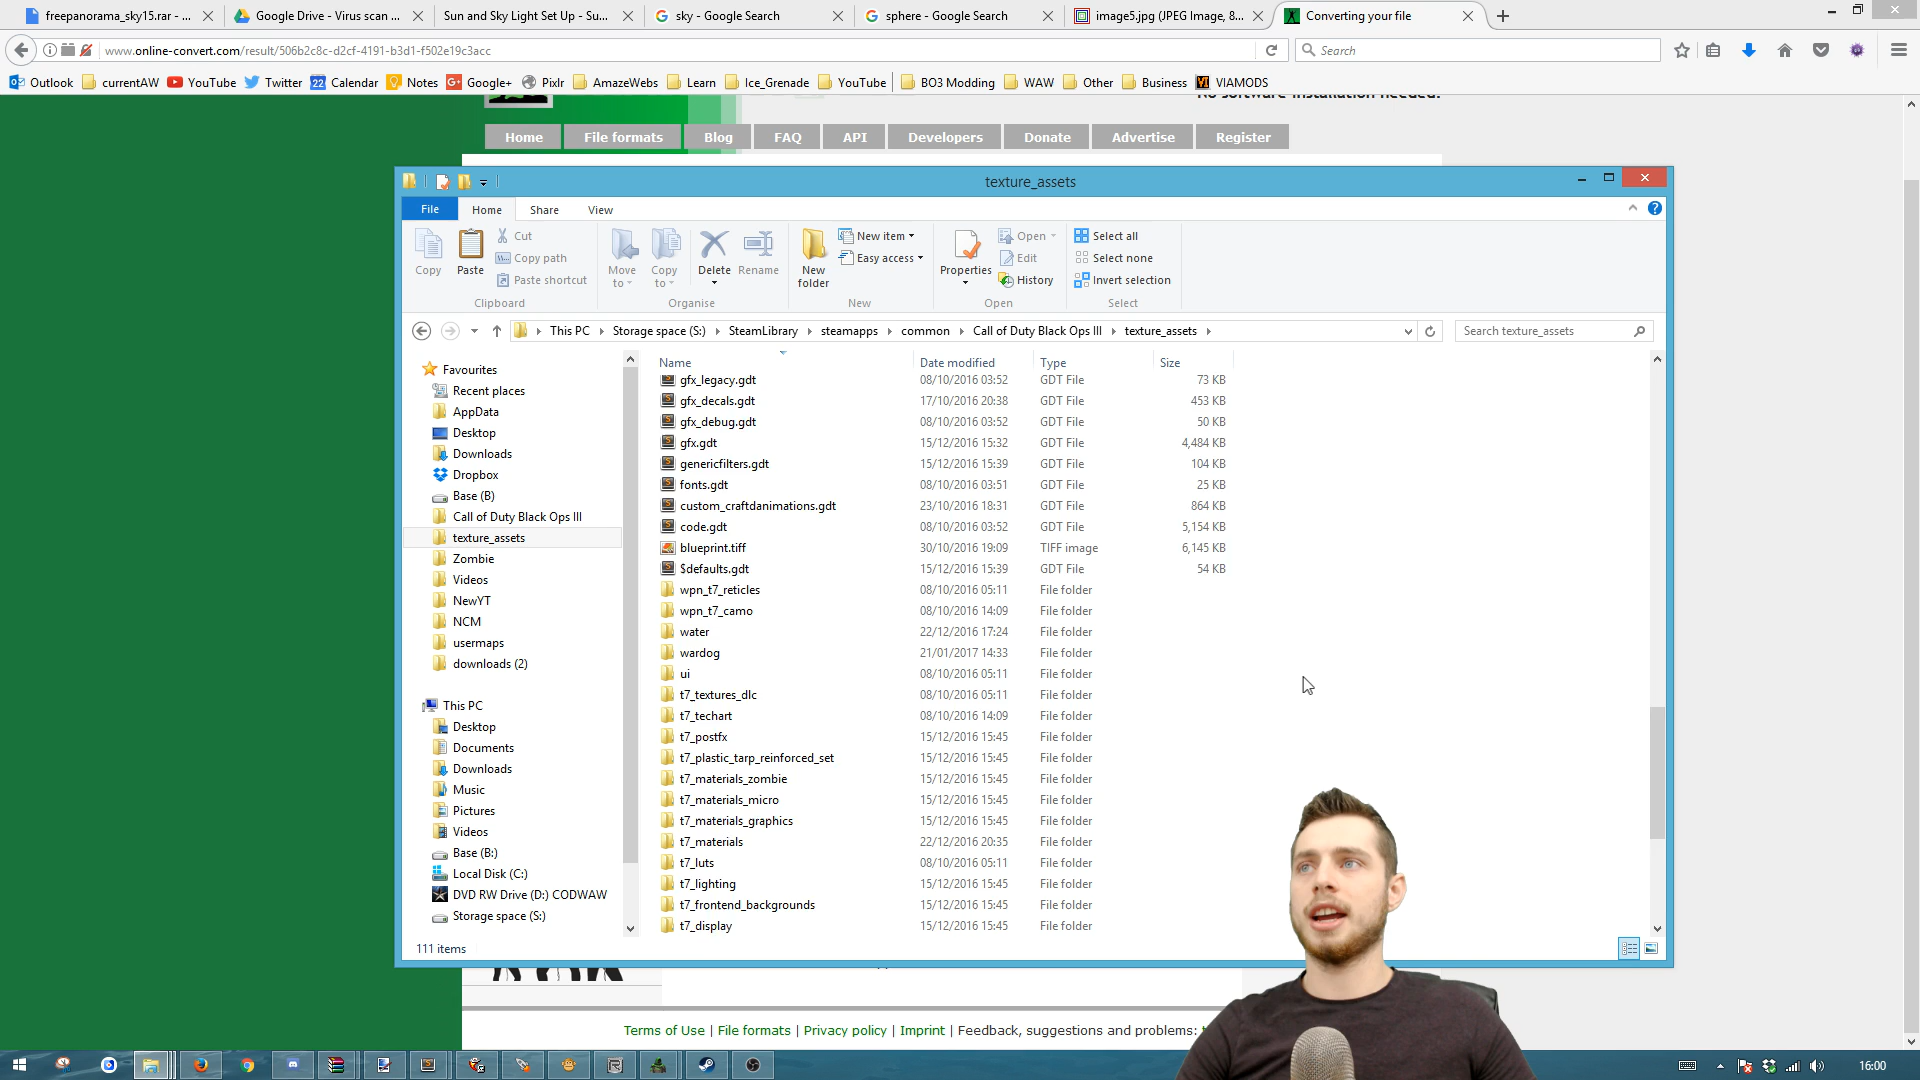 freepanorama_sky15.rar - ...
Google Drive - Virus scan ...
Sun and Sky Light Set Up - Su...
sky - Google Search
sphere - Google Search
image5.jpg (JPEG Image, 8...
Converting your file
www.online-convert.com/result/506b2c8c-d2cf-4191-b3d1-f502e19c3acc
Search
Outlook currentAW YouTube Twitter 22 Calendar Notes Google+ Pixlr AmazeWebs Learn Ice_Grenade YouTube BO3 Modding WAW Other Business VIAMODS
No software installation needed.
Home File formats Blog FAQ API Developers Donate Advertise Register
texture_assets
File Home Share View
Copy Paste Cut
Copy path
Paste shortcut
Clipboard
Move to Copy to Delete Rename
Organise
New folder New item
Easy access
New
Properties Open
Edit
History
Open
Select all
Select none
Invert selection
Select
This PC Storage space (S:) SteamLibrary steamapps common Call of Duty Black Ops III texture_assets
Search texture_assets
Favourites
Recent places
AppData
Desktop
Downloads
Dropbox
Base (B)
Call of Duty Black Ops III
texture_assets
Zombie
Videos
NewYT
NCM
usermaps
downloads (2)
This PC
Desktop
Documents
Downloads
Music
Pictures
Videos
Base (B:)
Local Disk (C:)
DVD RW Drive (D:) CODWAW
Storage space (S:)
Name Date modified Type Size
gfx_legacy.gdt 08/10/2016 03:52 GDT File 73 KB
gfx_decals.gdt 17/10/2016 20:38 GDT File 453 KB
gfx_debug.gdt 08/10/2016 03:52 GDT File 50 KB
gfx.gdt 15/12/2016 15:32 GDT File 4,484 KB
genericfilters.gdt 15/12/2016 15:39 GDT File 104 KB
fonts.gdt 08/10/2016 03:51 GDT File 25 KB
custom_craftdanimations.gdt 23/10/2016 18:31 GDT File 864 KB
code.gdt 08/10/2016 03:52 GDT File 5,154 KB
blueprint.tiff 30/10/2016 19:09 TIFF image 6,145 KB
$defaults.gdt 15/12/2016 15:39 GDT File 54 KB
wpn_t7_reticles 08/10/2016 05:11 File folder
wpn_t7_camo 08/10/2016 14:09 File folder
water 22/12/2016 17:24 File folder
wardog 21/01/2017 14:33 File folder
ui 08/10/2016 05:11 File folder
t7_textures_dlc 08/10/2016 05:11 File folder
t7_techart 08/10/2016 14:09 File folder
t7_postfx 15/12/2016 15:45 File folder
t7_plastic_tarp_reinforced_set 15/12/2016 15:45 File folder
t7_materials_zombie 15/12/2016 15:45 File folder
t7_materials_micro 15/12/2016 15:45 File folder
t7_materials_graphics 15/12/2016 15:45 File folder
t7_materials 22/12/2016 20:35 File folder
t7_luts 08/10/2016 05:11 File folder
t7_lighting 15/12/2016 15:45 File folder
t7_frontend_backgrounds 15/12/2016 15:45 File folder
t7_display 15/12/2016 15:45 File folder
111 items
Terms of Use | File formats | Privacy policy | Imprint | Feedback, suggestions and problems:
16:00